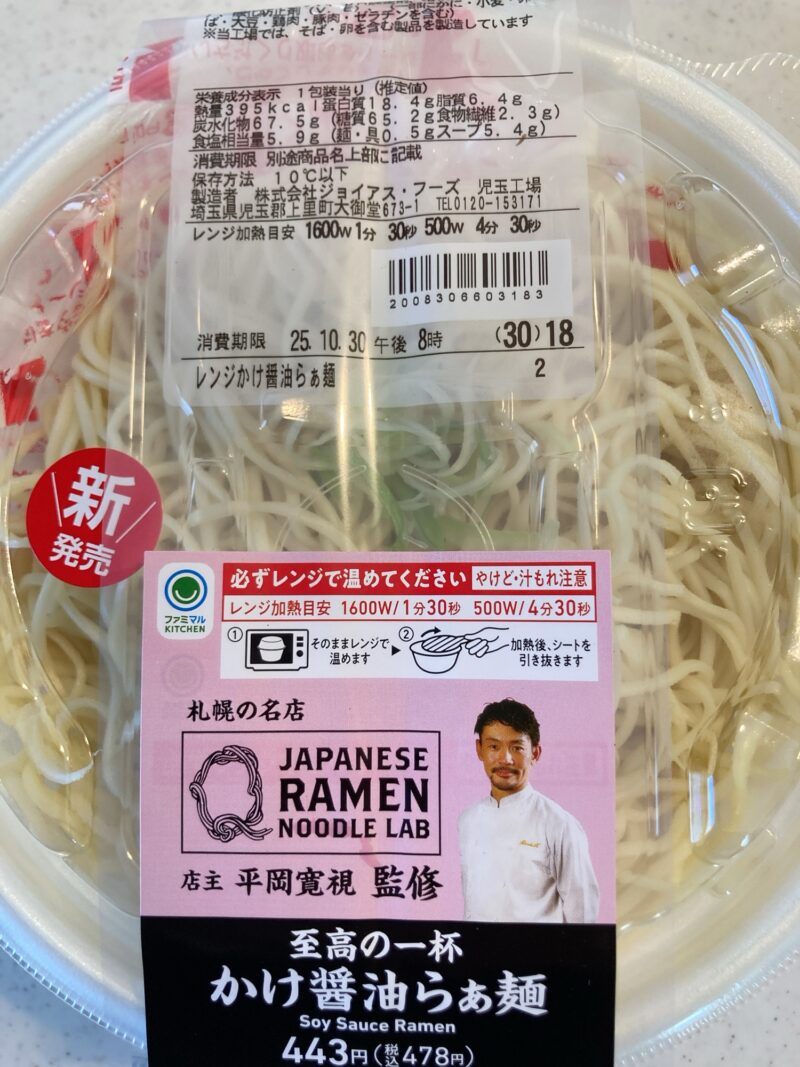 ば・大豆・鶏肉・豚肉・ゼラチンを含む）
※当工場では、そば・卵を含む製品を製造しています
栄養成分表示 1包装当り（推定値）
熱量395kcal蛋白質18.4g脂質6.4g
炭水化物67.5g（糖質65.2g食物繊維2.3g）
食塩相当量5.9g（麺・具0.5gスープ5.4g）
消費期限 別途商品名上部に記載
保存方法 10℃以下
製造者 株式会社ジョイアス・フーズ 児玉工場
埼玉県児玉郡上里町大御堂673-1 TEL0120-153171
レンジ加熱目安 1600W 1分 30秒 500W 4分 30秒
2008306603183
消費期限 25.10.30 午後 8時 (30)18
レンジかけ醤油らぁ麺 2
新
発売
ファミマル
KITCHEN
必ずレンジで温めてください やけど・汁もれ注意
レンジ加熱目安 1600W/1分30秒 500W/4分30秒
① そのままレンジで
温めます
② 加熱後、シートを
引き抜きます
札幌の名店
JAPANESE
RAMEN
NOODLE LAB
Q
店主 平岡寛視 監修
至高の一杯
かけ醤油らぁ麺
Soy Sauce Ramen
443円(税込478円)